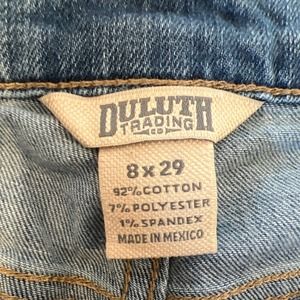 DULUTH
TRADING
CO
8 x 29
92% COTTON
7% POLYESTER
1% SPANDEX
MADE IN MEXICO